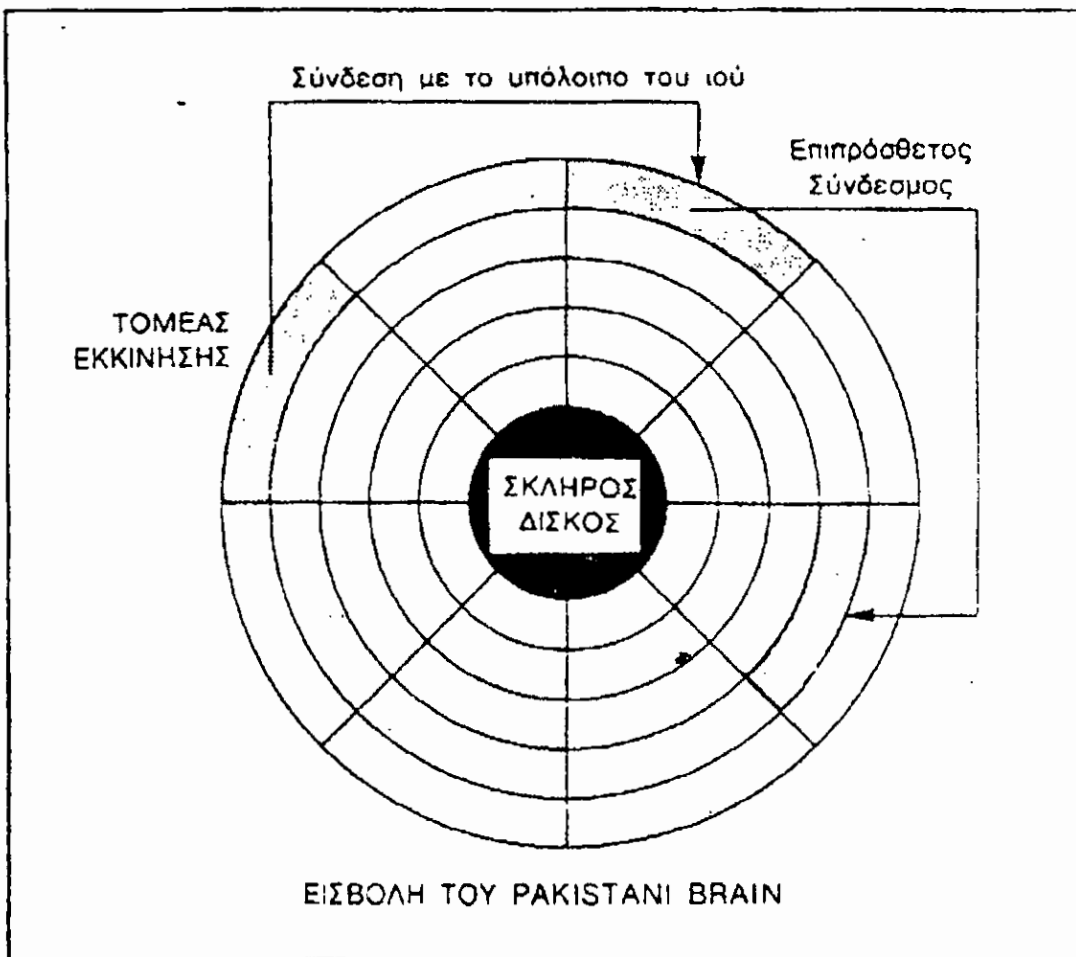 Σύνδεση με το υπόλοιπο του ιού
Επιπρόσθετος
Σύνδεσμος
ΤΟΜΕΑΣ
ΕΚΚΙΝΗΣΗΣ
ΣΚΛΗΡΟΣ
ΔΙΣΚΟΣ
ΕΙΣΒΟΛΗ ΤΟΥ PAKISTANI BRAIN